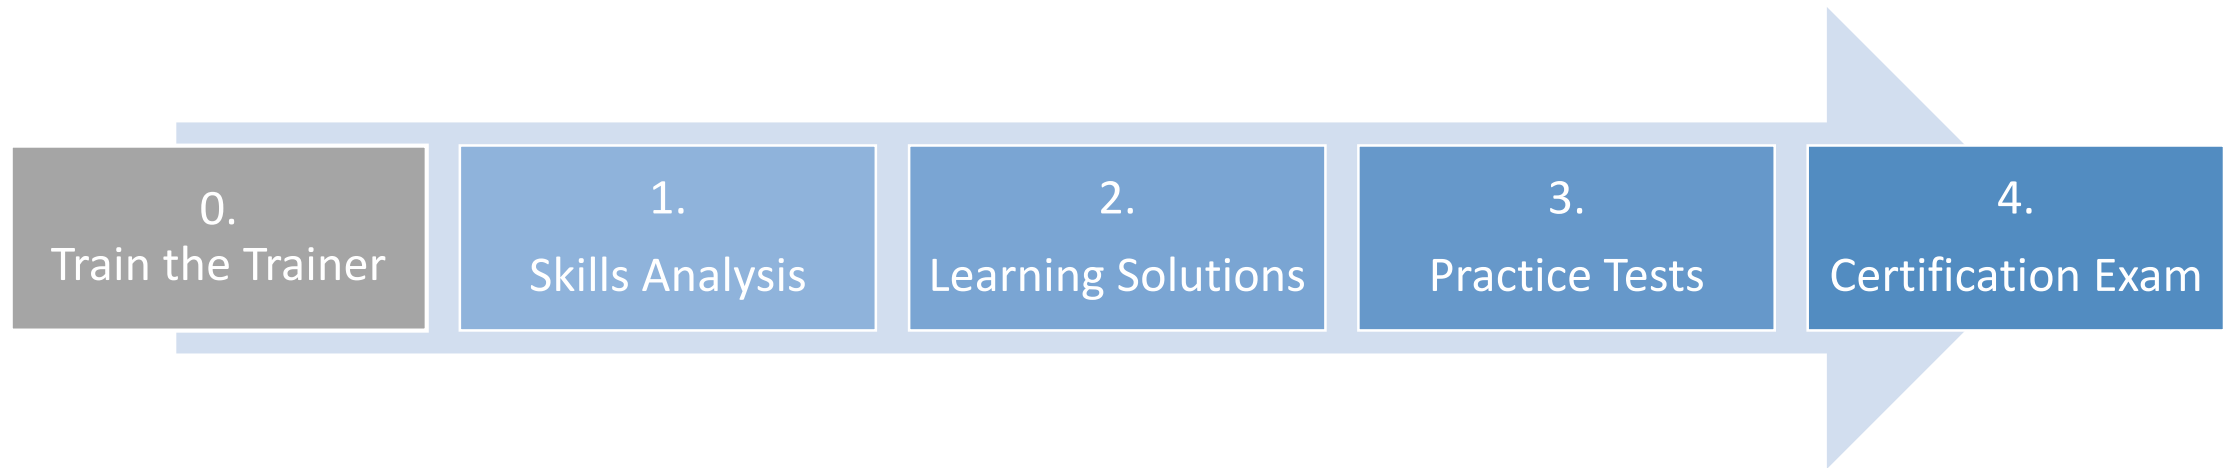 0.
Train the Trainer
1.
Skills Analysis
2.
Learning Solutions
3.
Practice Tests
4.
Certification Exam